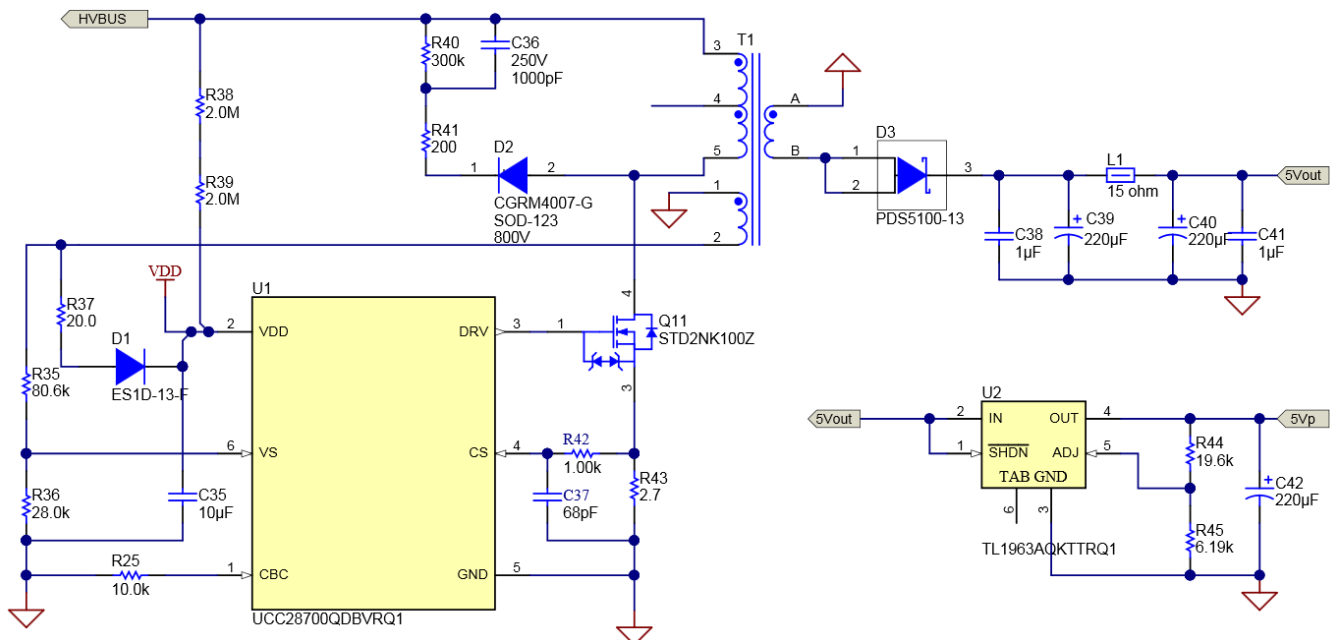 HVBUS
R40
300k
C36
250V
1000pF
T1
3
4
5
1
2
A
B
R38
2.0M
R39
2.0M
R41
200
D2
1
2
CGRM4007-G
SOD-123
800V
D3
1
2
3
PDS5100-13
L1
15 ohm
5Vout
C38
1µF
C39
220µF
C40
220µF
C41
1µF
VDD
R37
20.0
D1
ES1D-13-F
R35
80.6k
R36
28.0k
C35
10µF
R25
10.0k
U1
2
VDD
DRV
3
6
VS
CS
4
1
CBC
GND
5
UCC28700QDBVRQ1
4
1
Q11
STD2NK100Z
3
R42
1.00k
C37
68pF
R43
2.7
5Vout
U2
2
IN
OUT
4
1
SHDN
ADJ
5
TAB GND
6
3
TL1963AQKTTRQ1
5Vp
R44
19.6k
R45
6.19k
C42
220µF